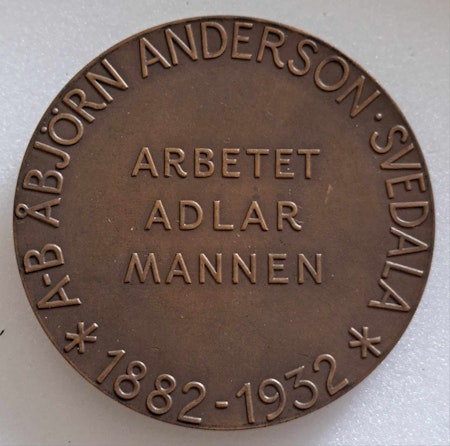 A-B ÅBJÖRN ANDERSON · SVEDALA
ARBETET
ADLAR
MANNEN
* 1882-1932 *